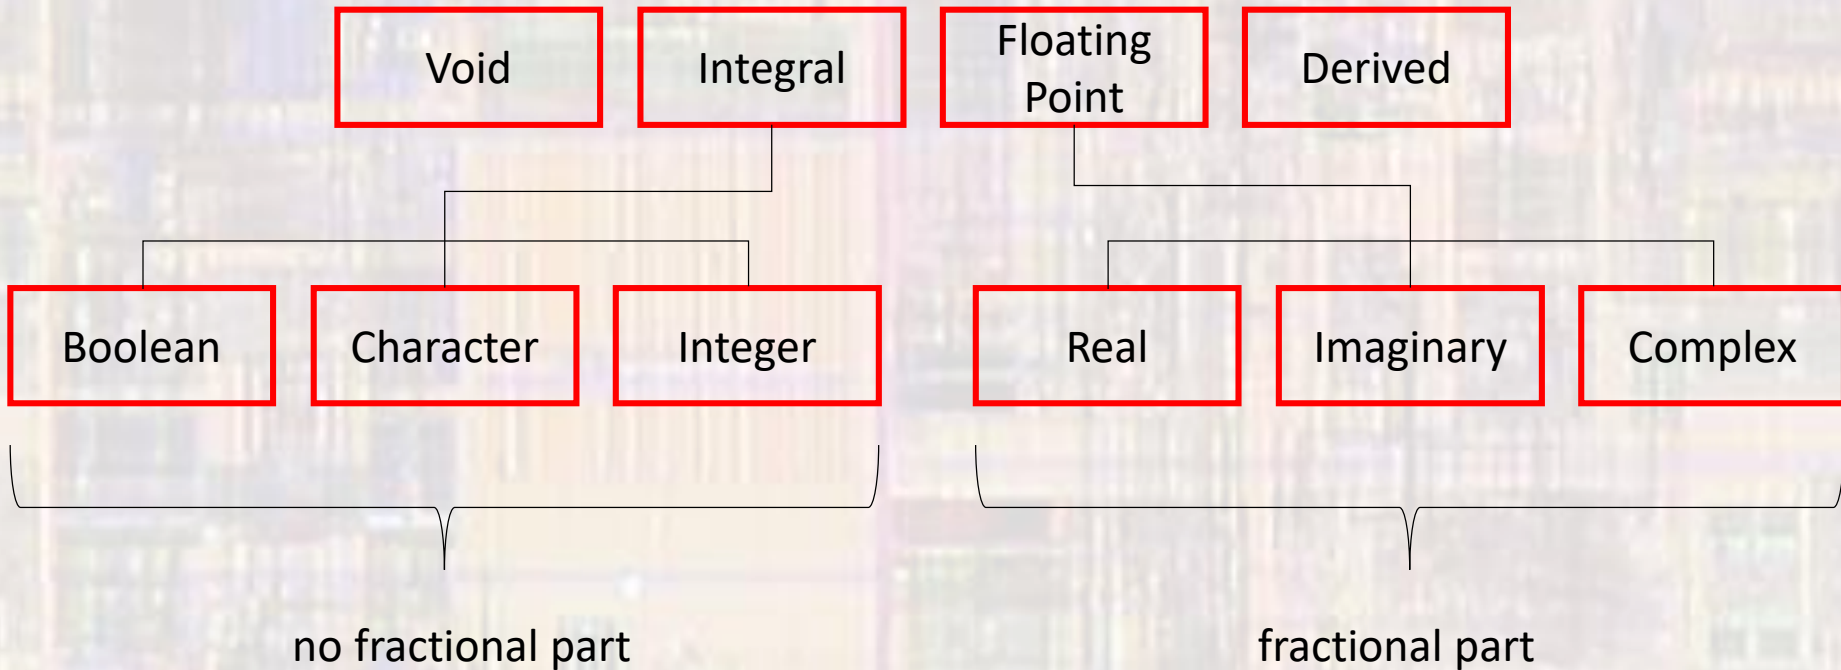 Void
Integral
Floating
Point
Derived
Boolean
Character
Integer
Real
Imaginary
Complex
no fractional part
fractional part